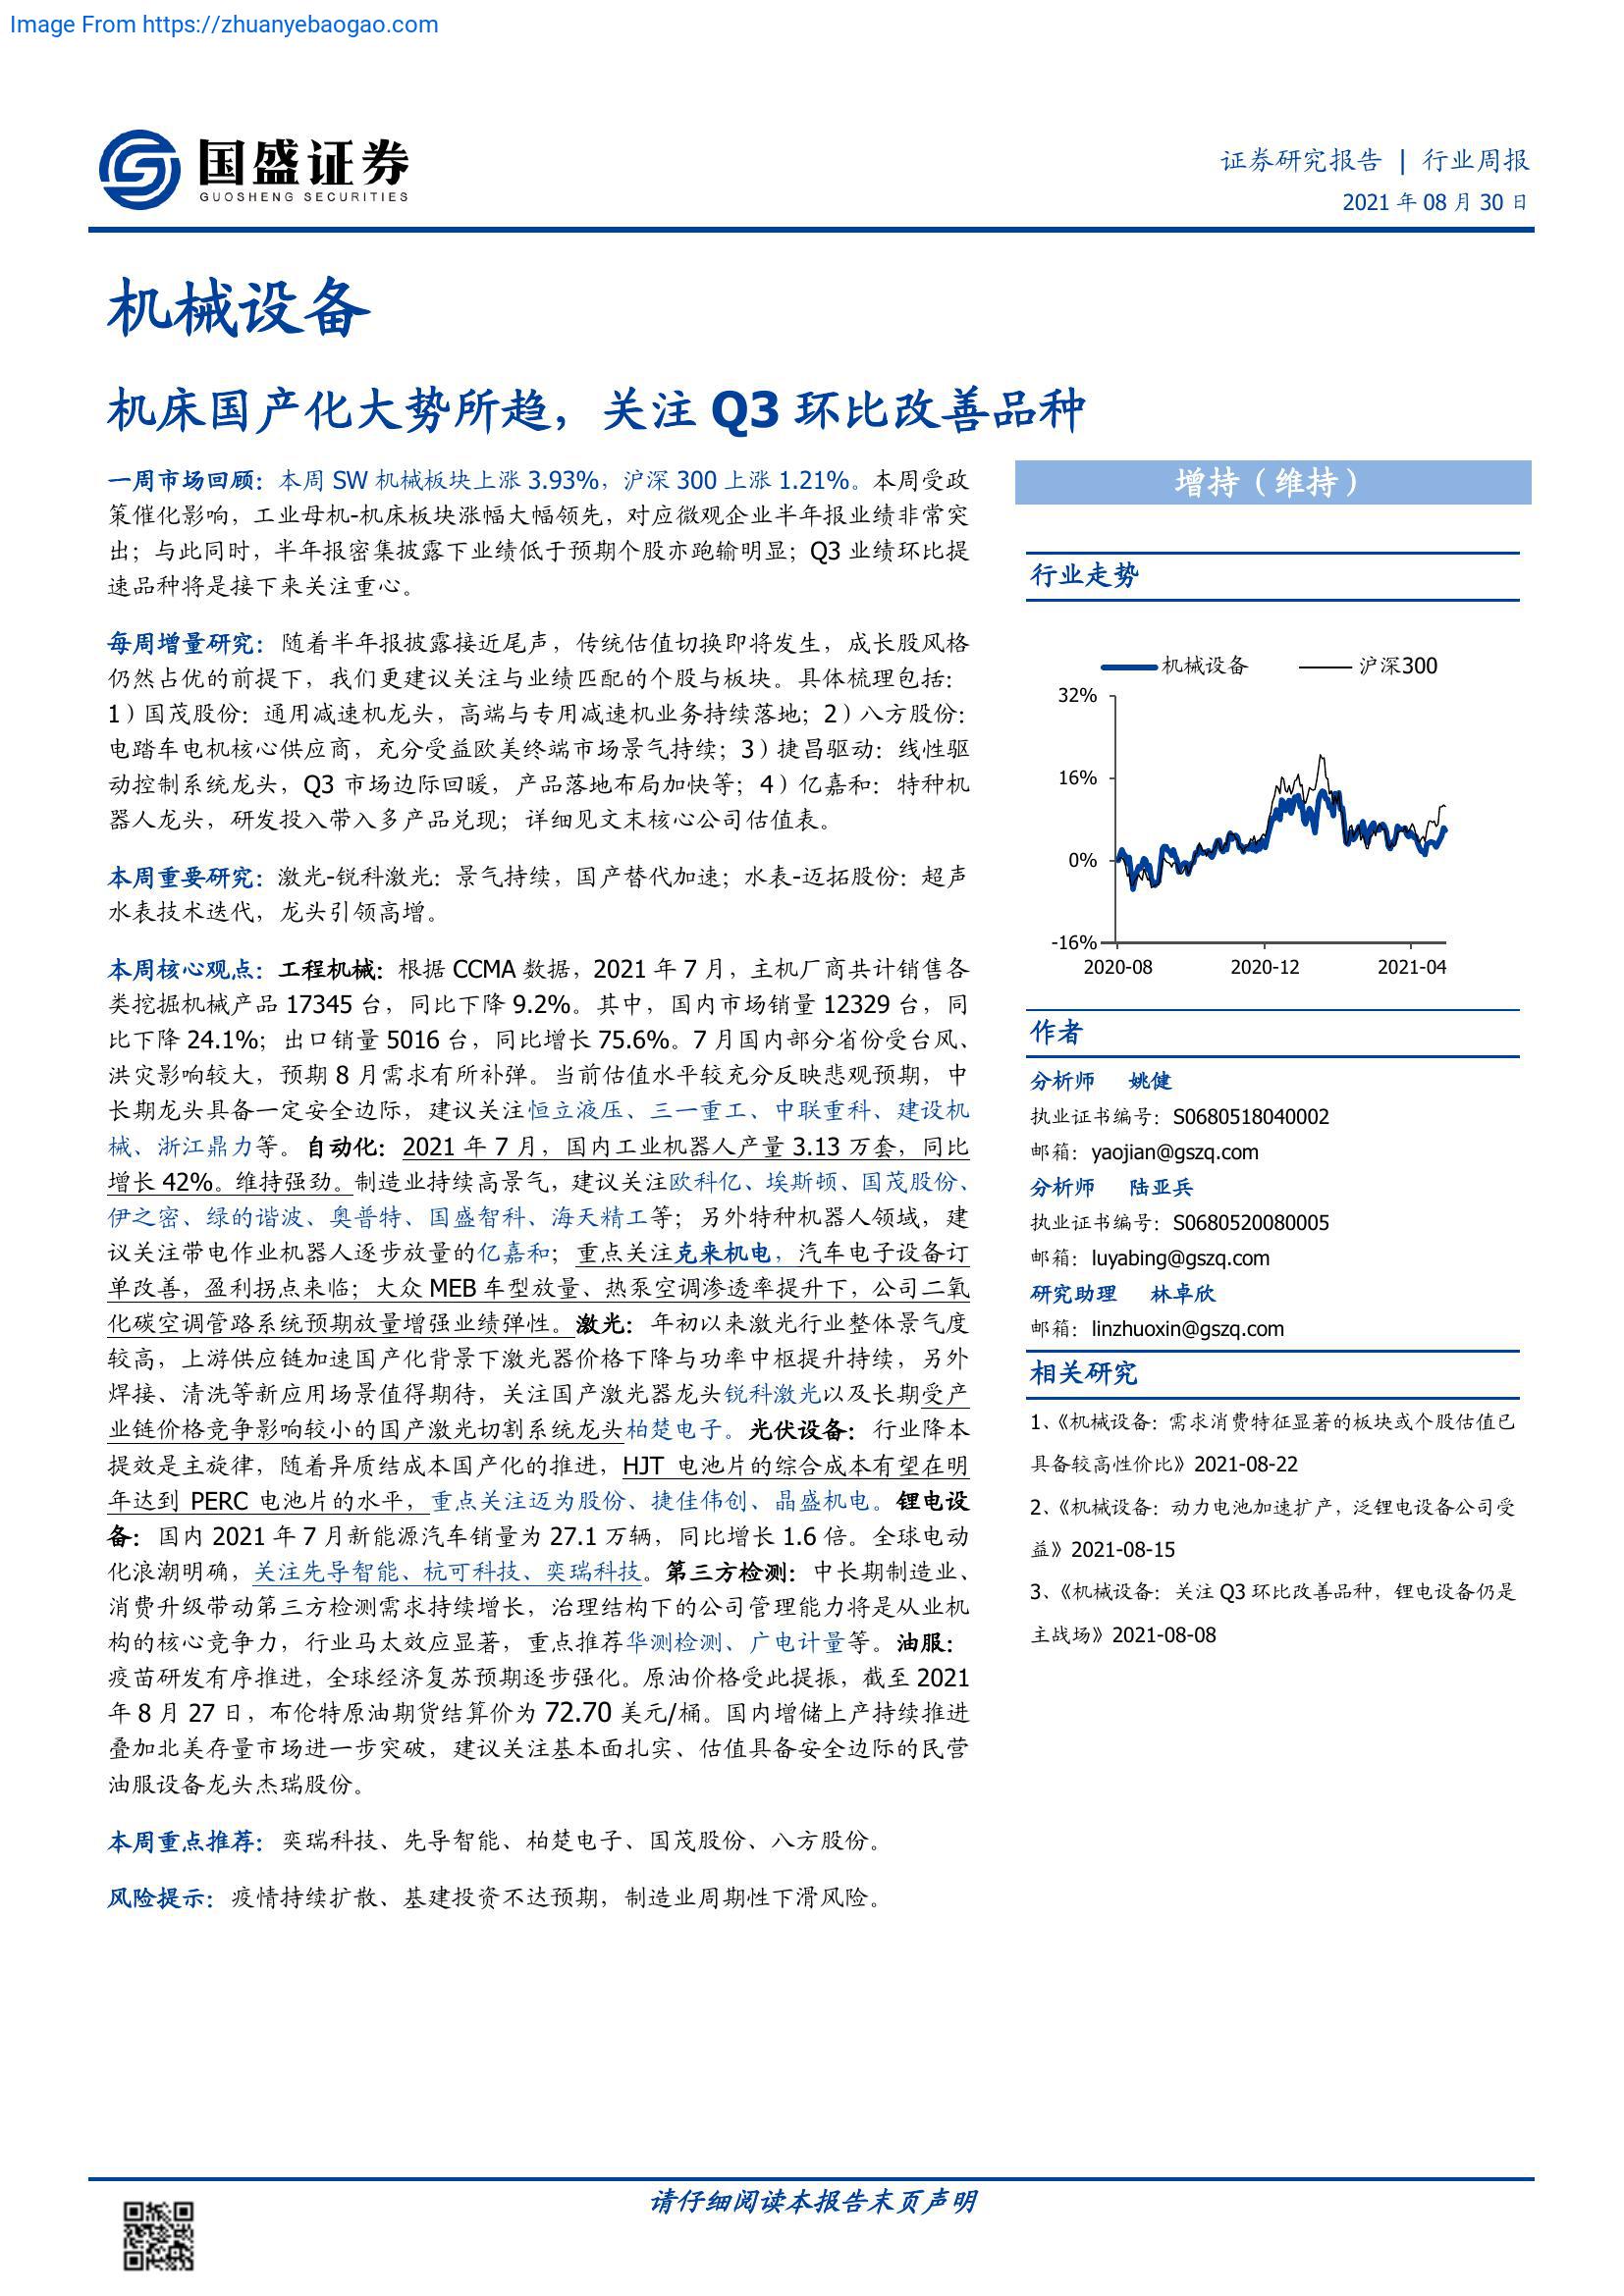 Image From https://zhuanyebaogao.com
国盛证券
GUOSHENG SECURITIES
证券研究报告 | 行业周报
2021 年 08 月 30 日
机械设备
机床国产化大势所趋，关注 Q3 环比改善品种
一周市场回顾：本周 SW 机械板块上涨 3.93%，沪深 300 上涨 1.21%。本周受政
策催化影响，工业母机-机床板块涨幅大幅领先，对应微观企业半年报业绩非常突
出；与此同时，半年报密集披露下业绩低于预期个股亦跑输明显；Q3 业绩环比提
速品种将是接下来关注重心。
每周增量研究：随着半年报披露接近尾声，传统估值切换即将发生，成长股风格
仍然占优的前提下，我们更建议关注与业绩匹配的个股与板块。具体梳理包括：
1）国茂股份：通用减速机龙头，高端与专用减速机业务持续落地；2）八方股份：
电踏车电机核心供应商，充分受益欧美终端市场景气持续；3）捷昌驱动：线性驱
动控制系统龙头，Q3 市场边际回暖，产品落地布局加快等；4）亿嘉和：特种机
器人龙头，研发投入带入多产品兑现；详细见文末核心公司估值表。
本周重要研究：激光-锐科激光：景气持续，国产替代加速；水表-迈拓股份：超声
水表技术迭代，龙头引领高增。
本周核心观点：工程机械：根据 CCMA 数据，2021 年 7 月，主机厂商共计销售各
类挖掘机械产品 17345 台，同比下降 9.2%。其中，国内市场销量 12329 台，同
比下降 24.1%；出口销量 5016 台，同比增长 75.6%。7 月国内部分省份受台风、
洪灾影响较大，预期 8 月需求有所补弹。当前估值水平较充分反映悲观预期，中
长期龙头具备一定安全边际，建议关注恒立液压、三一重工、中联重科、建设机
械、浙江鼎力等。自动化：2021 年 7 月，国内工业机器人产量 3.13 万套，同比
增长 42%。维持强劲。制造业持续高景气，建议关注欧科亿、埃斯顿、国茂股份、
伊之密、绿的谐波、奥普特、国盛智科、海天精工等；另外特种机器人领域，建
议关注带电作业机器人逐步放量的亿嘉和；重点关注克来机电，汽车电子设备订
单改善，盈利拐点来临；大众 MEB 车型放量、热泵空调渗透率提升下，公司二氧
化碳空调管路系统预期放量增强业绩弹性。激光：年初以来激光行业整体景气度
较高，上游供应链加速国产化背景下激光器价格下降与功率中枢提升持续，另外
焊接、清洗等新应用场景值得期待，关注国产激光器龙头锐科激光以及长期受产
业链价格竞争影响较小的国产激光切割系统龙头柏楚电子。光伏设备：行业降本
提效是主旋律，随着异质结成本国产化的推进，HJT 电池片的综合成本有望在明
年达到 PERC 电池片的水平，重点关注迈为股份、捷佳伟创、晶盛机电。锂电设
备：国内 2021 年 7 月新能源汽车销量为 27.1 万辆，同比增长 1.6 倍。全球电动
化浪潮明确，关注先导智能、杭可科技、奕瑞科技。第三方检测：中长期制造业、
消费升级带动第三方检测需求持续增长，治理结构下的公司管理能力将是从业机
构的核心竞争力，行业马太效应显著，重点推荐华测检测、广电计量等。油服：
疫苗研发有序推进，全球经济复苏预期逐步强化。原油价格受此提振，截至 2021
年 8 月 27 日，布伦特原油期货结算价为 72.70 美元/桶。国内增储上产持续推进
叠加北美存量市场进一步突破，建议关注基本面扎实、估值具备安全边际的民营
油服设备龙头杰瑞股份。
本周重点推荐：奕瑞科技、先导智能、柏楚电子、国茂股份、八方股份。
风险提示：疫情持续扩散、基建投资不达预期，制造业周期性下滑风险。
增持（维持）
行业走势
机械设备 沪深300
32%
16%
0%
-16%
2020-08 2020-12 2021-04
作者
分析师 姚健
执业证书编号：S0680518040002
邮箱：yaojian@gszq.com
分析师 陆亚兵
执业证书编号：S0680520080005
邮箱：luyabing@gszq.com
研究助理 林卓欣
邮箱：linzhuoxin@gszq.com
相关研究
1、《机械设备：需求消费特征显著的板块或个股估值已
具备较高性价比》2021-08-22
2、《机械设备：动力电池加速扩产，泛锂电设备公司受
益》2021-08-15
3、《机械设备：关注 Q3 环比改善品种，锂电设备仍是
主战场》2021-08-08
请仔细阅读本报告末页声明